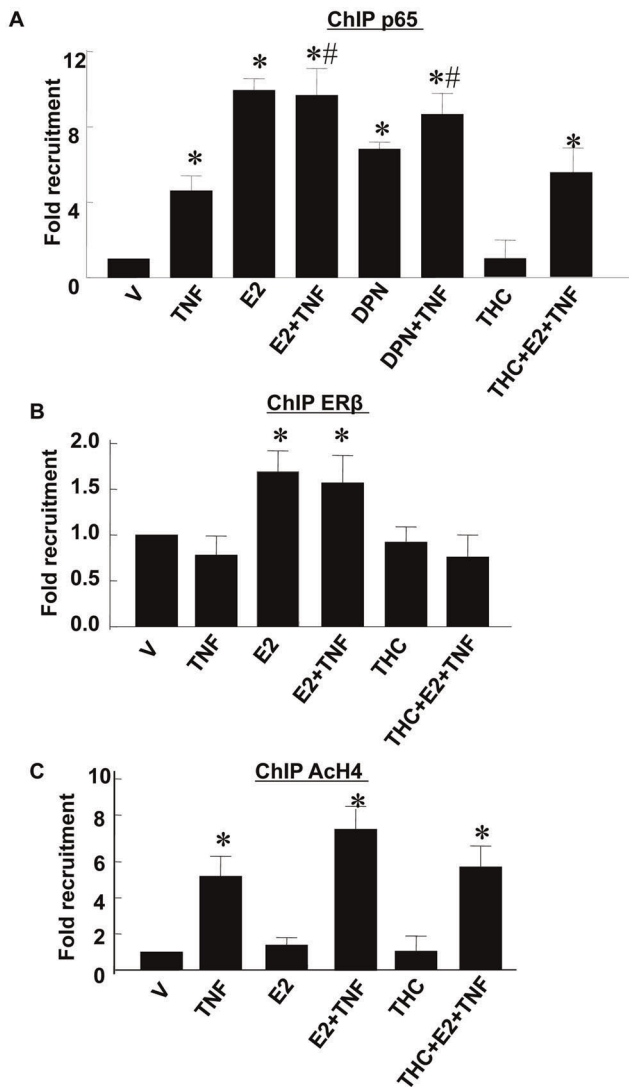 A
ChIP p65
Fold recruitment
12
8
4
0
*
*
*#
*
*#
*
V
TNF
E2
E2+TNF
DPN
DPN+TNF
THC
THC+E2+TNF
B
ChIP ERβ
Fold recruitment
2.0
1.5
1.0
0.5
0.0
*
*
V
TNF
E2
E2+TNF
THC
THC+E2+TNF
C
ChIP AcH4
Fold recruitment
10
8
6
4
2
0
*
*
*
V
TNF
E2
E2+TNF
THC
THC+E2+TNF